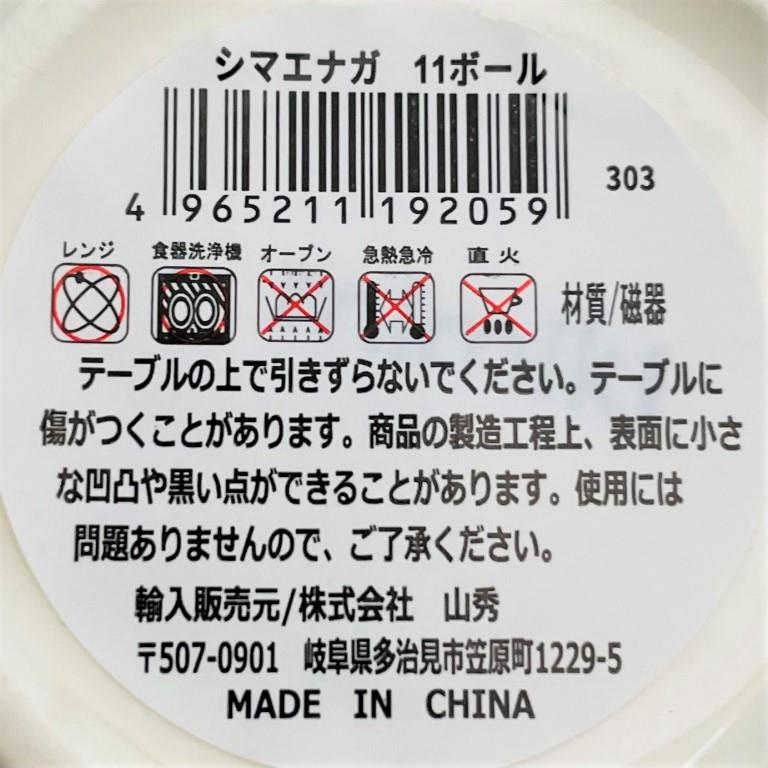 シマエナガ 11ボール
303
4 965211 192059
レンジ 食器洗浄機 オーブン 急熱急冷 直火
材質/磁器
テーブルの上で引きずらないでください。テーブルに
傷がつくことがあります。商品の製造工程上、表面に小さ
な凹凸や黒い点ができることがあります。使用には
問題ありませんので、ご了承ください。
輸入販売元/株式会社 山秀
〒507-0901 岐阜県多治見市笠原町1229-5
MADE IN CHINA